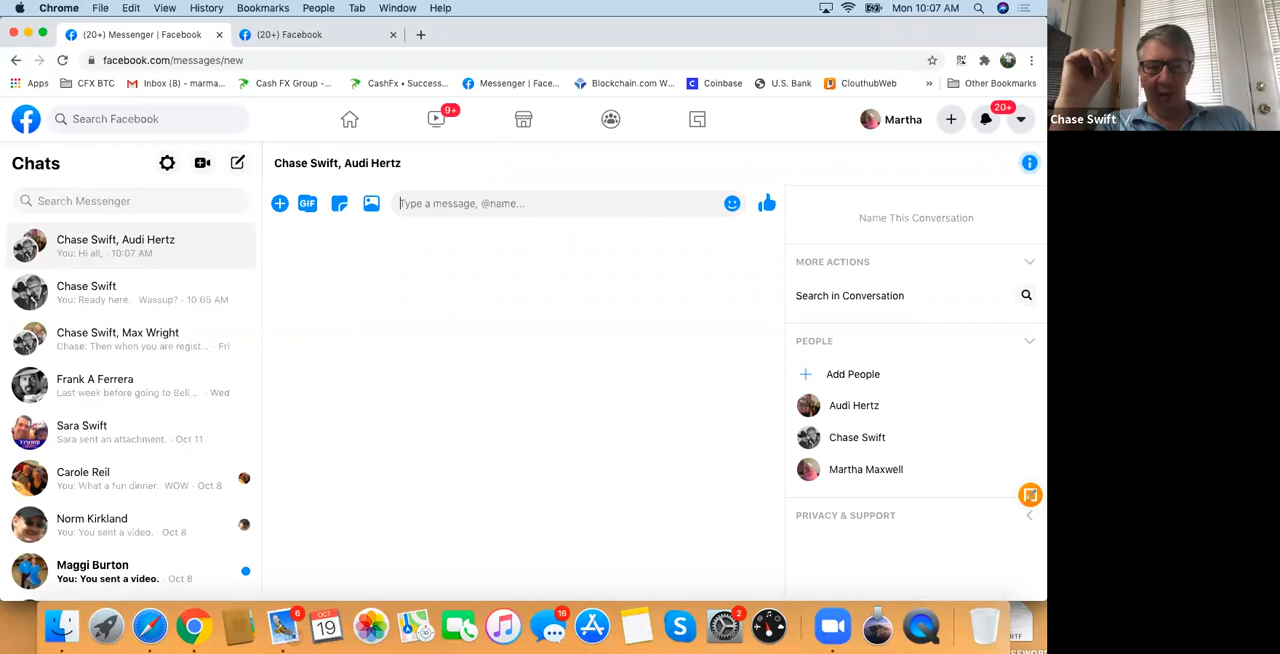 Chrome File Edit View History Bookmarks People Tab Window Help Mon 10:07 AM
(20+) Messenger | Facebook (20+) Facebook
facebook.com/messages/new
Apps CFX BTC Inbox (8) - marma... Cash FX Group -... CashFx • Success... Messenger | Face... Blockchain.com W... Coinbase U.S. Bank CloutHub WEB » Other Bookmarks
Search Facebook 9+ Martha 20+
Chase Swift
Chats
Search Messenger
Chase Swift, Audi Hertz
You: Hi all, · 10:07 AM
Chase Swift
You: Ready here. Wassup? · 10:05 AM
Chase Swift, Max Wright
Chase: Then when you are regist... · Fri
Frank A Ferrera
Last week before going to Beli... · Wed
Sara Swift
Sara sent an attachment. · Oct 11
Carole Reil
You: What a fun dinner. WOW · Oct 8
Norm Kirkland
You: You sent a video. · Oct 8
Maggi Burton
You: You sent a video. · Oct 8
Chase Swift, Audi Hertz
GIF Type a message, @name...
Name This Conversation
MORE ACTIONS
Search in Conversation
PEOPLE
Add People
Audi Hertz
Chase Swift
Martha Maxwell
PRIVACY & SUPPORT
6 OCT 19 16 2
RTF
SSWORD